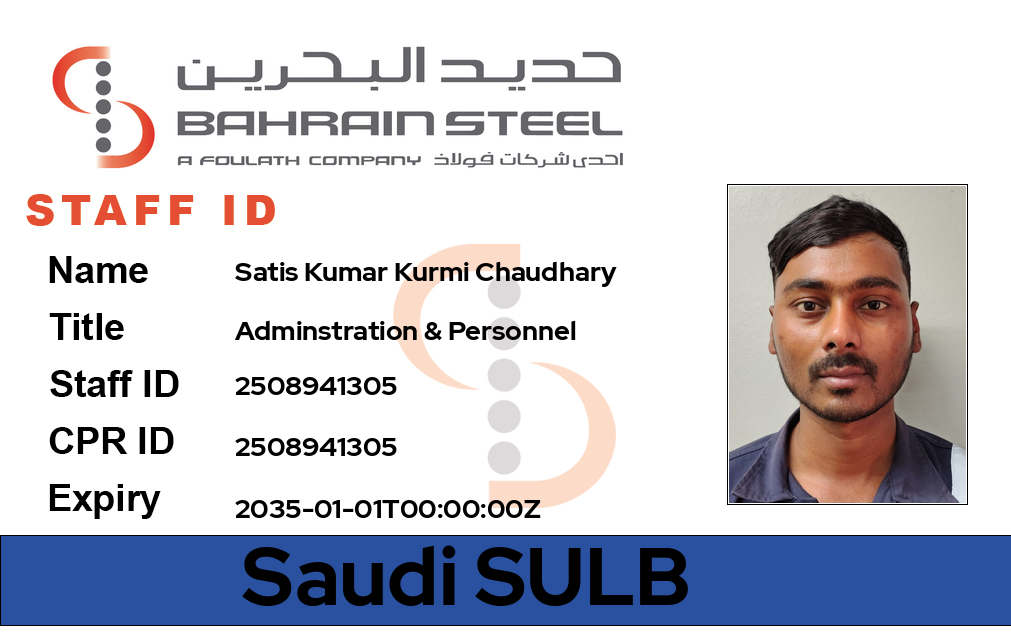 حديد البحرين
BAHRAIN STEEL
A FOULATH COMPANY احدى شركات فولاذ
STAFF ID
Name Satis Kumar Kurmi Chaudhary
Title Adminstration & Personnel
Staff ID 2508941305
CPR ID 2508941305
Expiry 2035-01-01T00:00:00Z
Saudi SULB